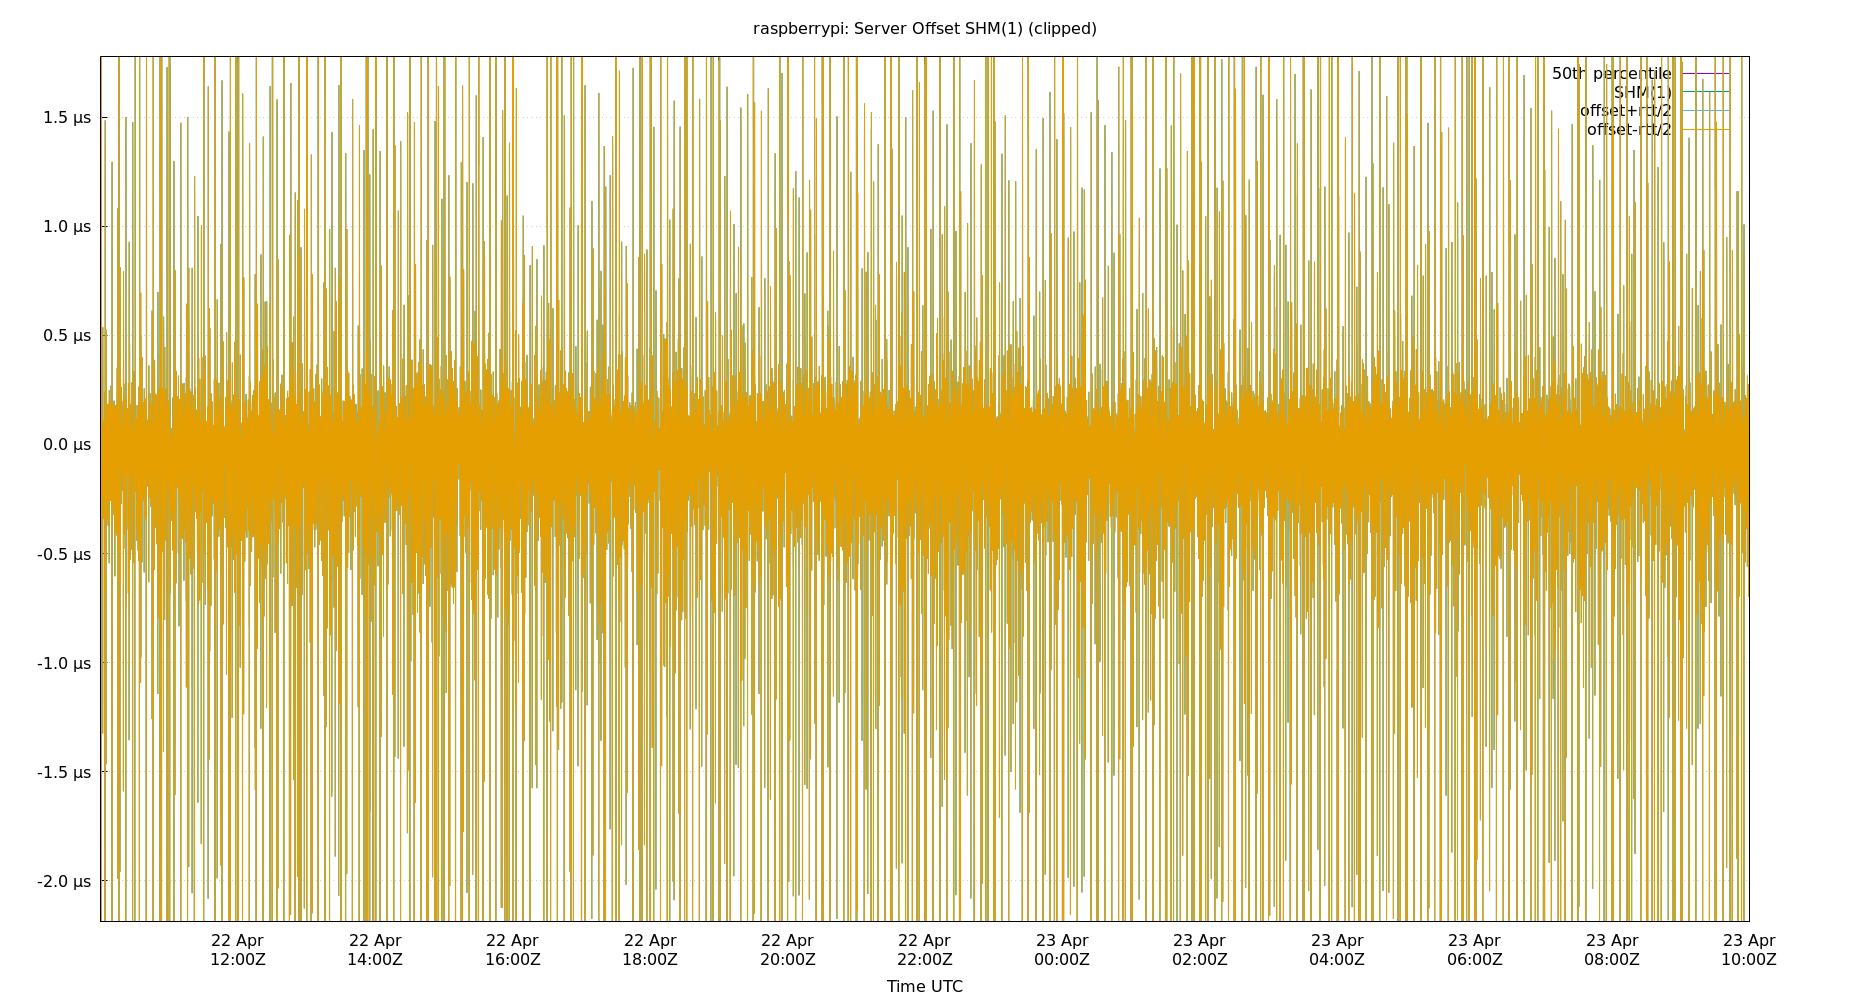 raspberrypi: Server Offset SHM(1) (clipped)
50th percentile
SHM(1)
offset+rtt/2
offset-rtt/2
1.5 µs
1.0 µs
0.5 µs
0.0 µs
-0.5 µs
-1.0 µs
-1.5 µs
-2.0 µs
22 Apr 22 Apr 22 Apr 22 Apr 22 Apr 22 Apr 23 Apr 23 Apr 23 Apr 23 Apr 23 Apr 23 Apr
12:00Z 14:00Z 16:00Z 18:00Z 20:00Z 22:00Z 00:00Z 02:00Z 04:00Z 06:00Z 08:00Z 10:00Z
Time UTC